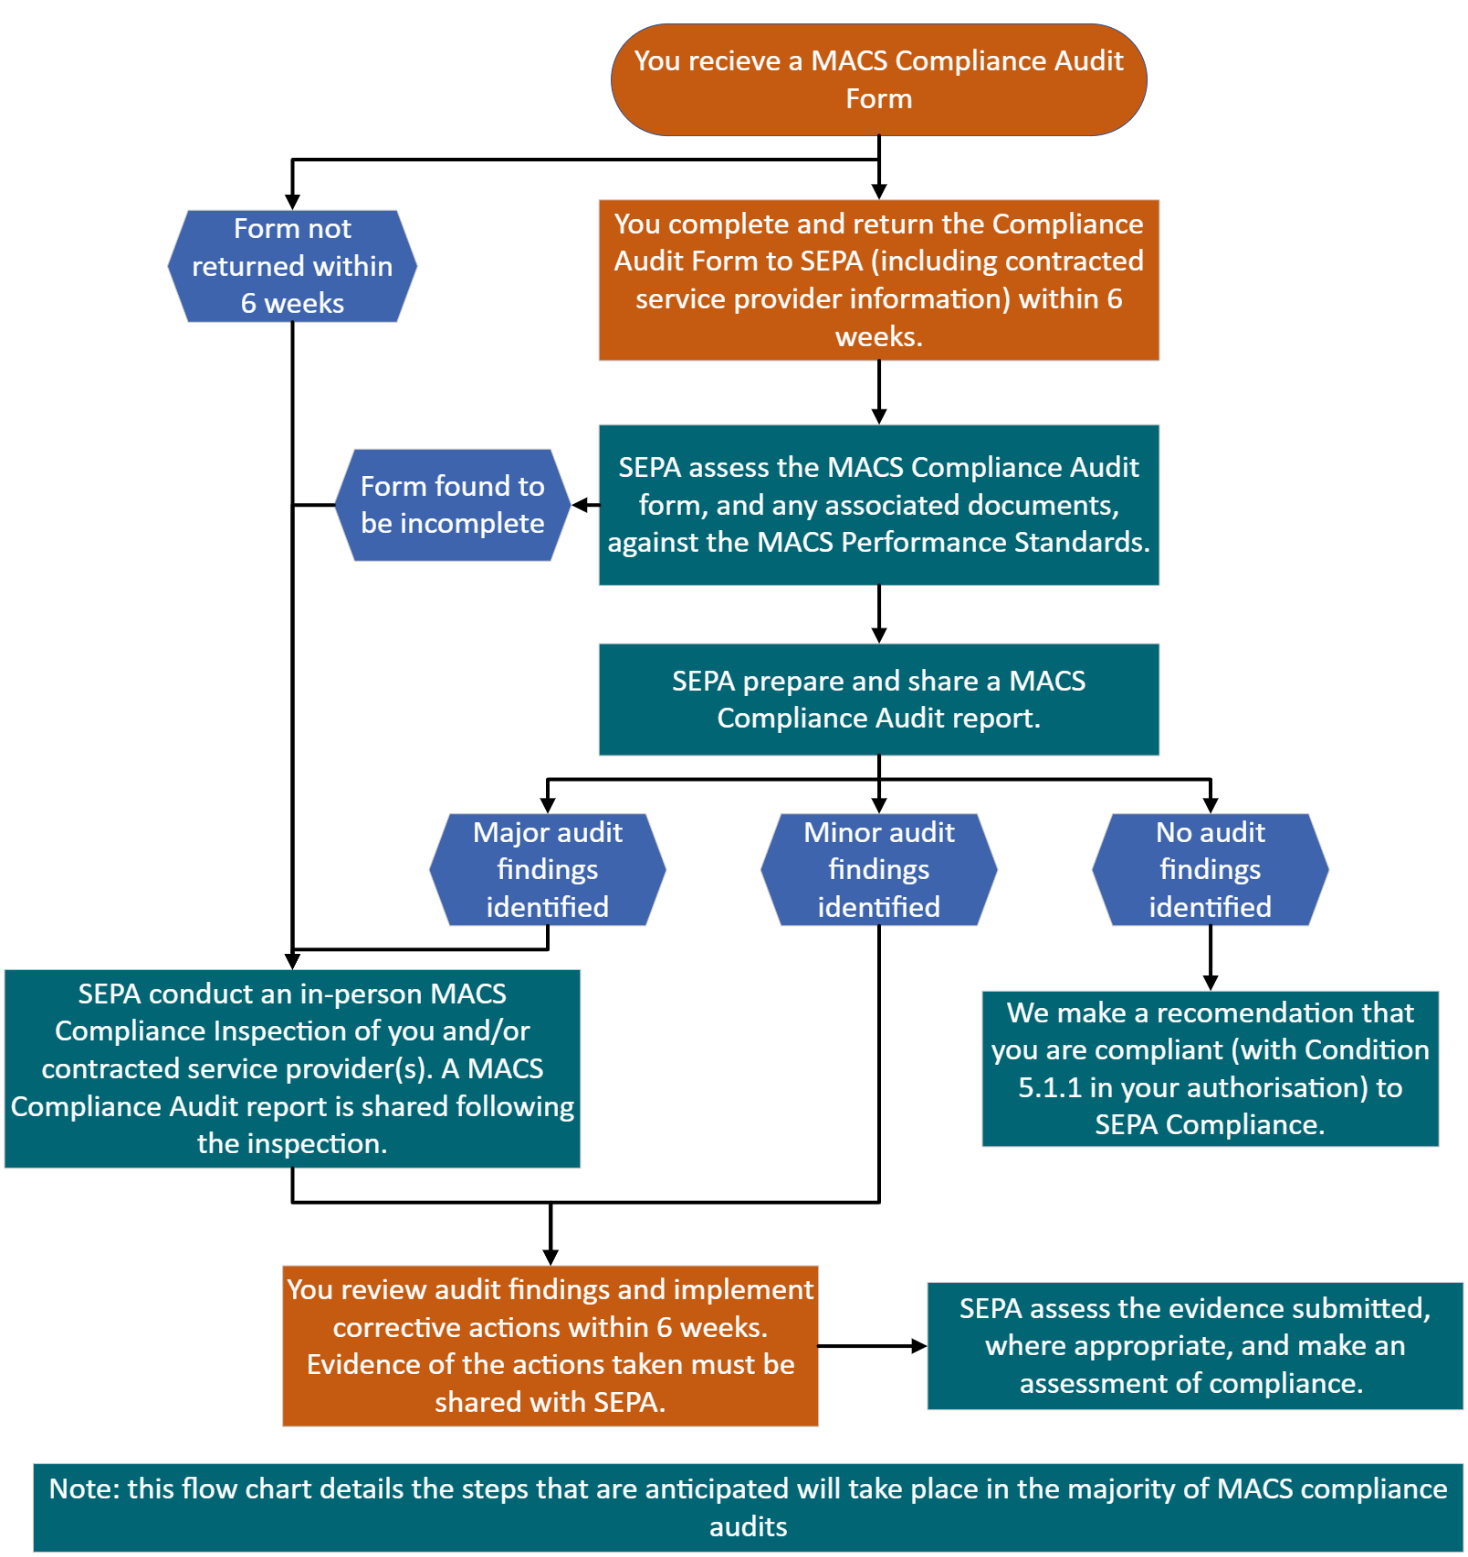 You recieve a MACS Compliance Audit
Form
Form not
returned within
6 weeks
You complete and return the Compliance
Audit Form to SEPA (including contracted
service provider information) within 6
weeks.
Form found to
be incomplete
SEPA assess the MACS Compliance Audit
form, and any associated documents,
against the MACS Performance Standards.
SEPA prepare and share a MACS
Compliance Audit report.
Major audit
findings
identified
Minor audit
findings
identified
No audit
findings
identified
SEPA conduct an in-person MACS
Compliance Inspection of you and/or
contracted service provider(s). A MACS
Compliance Audit report is shared following
the inspection.
We make a recomendation that
you are compliant (with Condition
5.1.1 in your authorisation) to
SEPA Compliance.
You review audit findings and implement
corrective actions within 6 weeks.
Evidence of the actions taken must be
shared with SEPA.
SEPA assess the evidence submitted,
where appropriate, and make an
assessment of compliance.
Note: this flow chart details the steps that are anticipated will take place in the majority of MACS compliance
audits